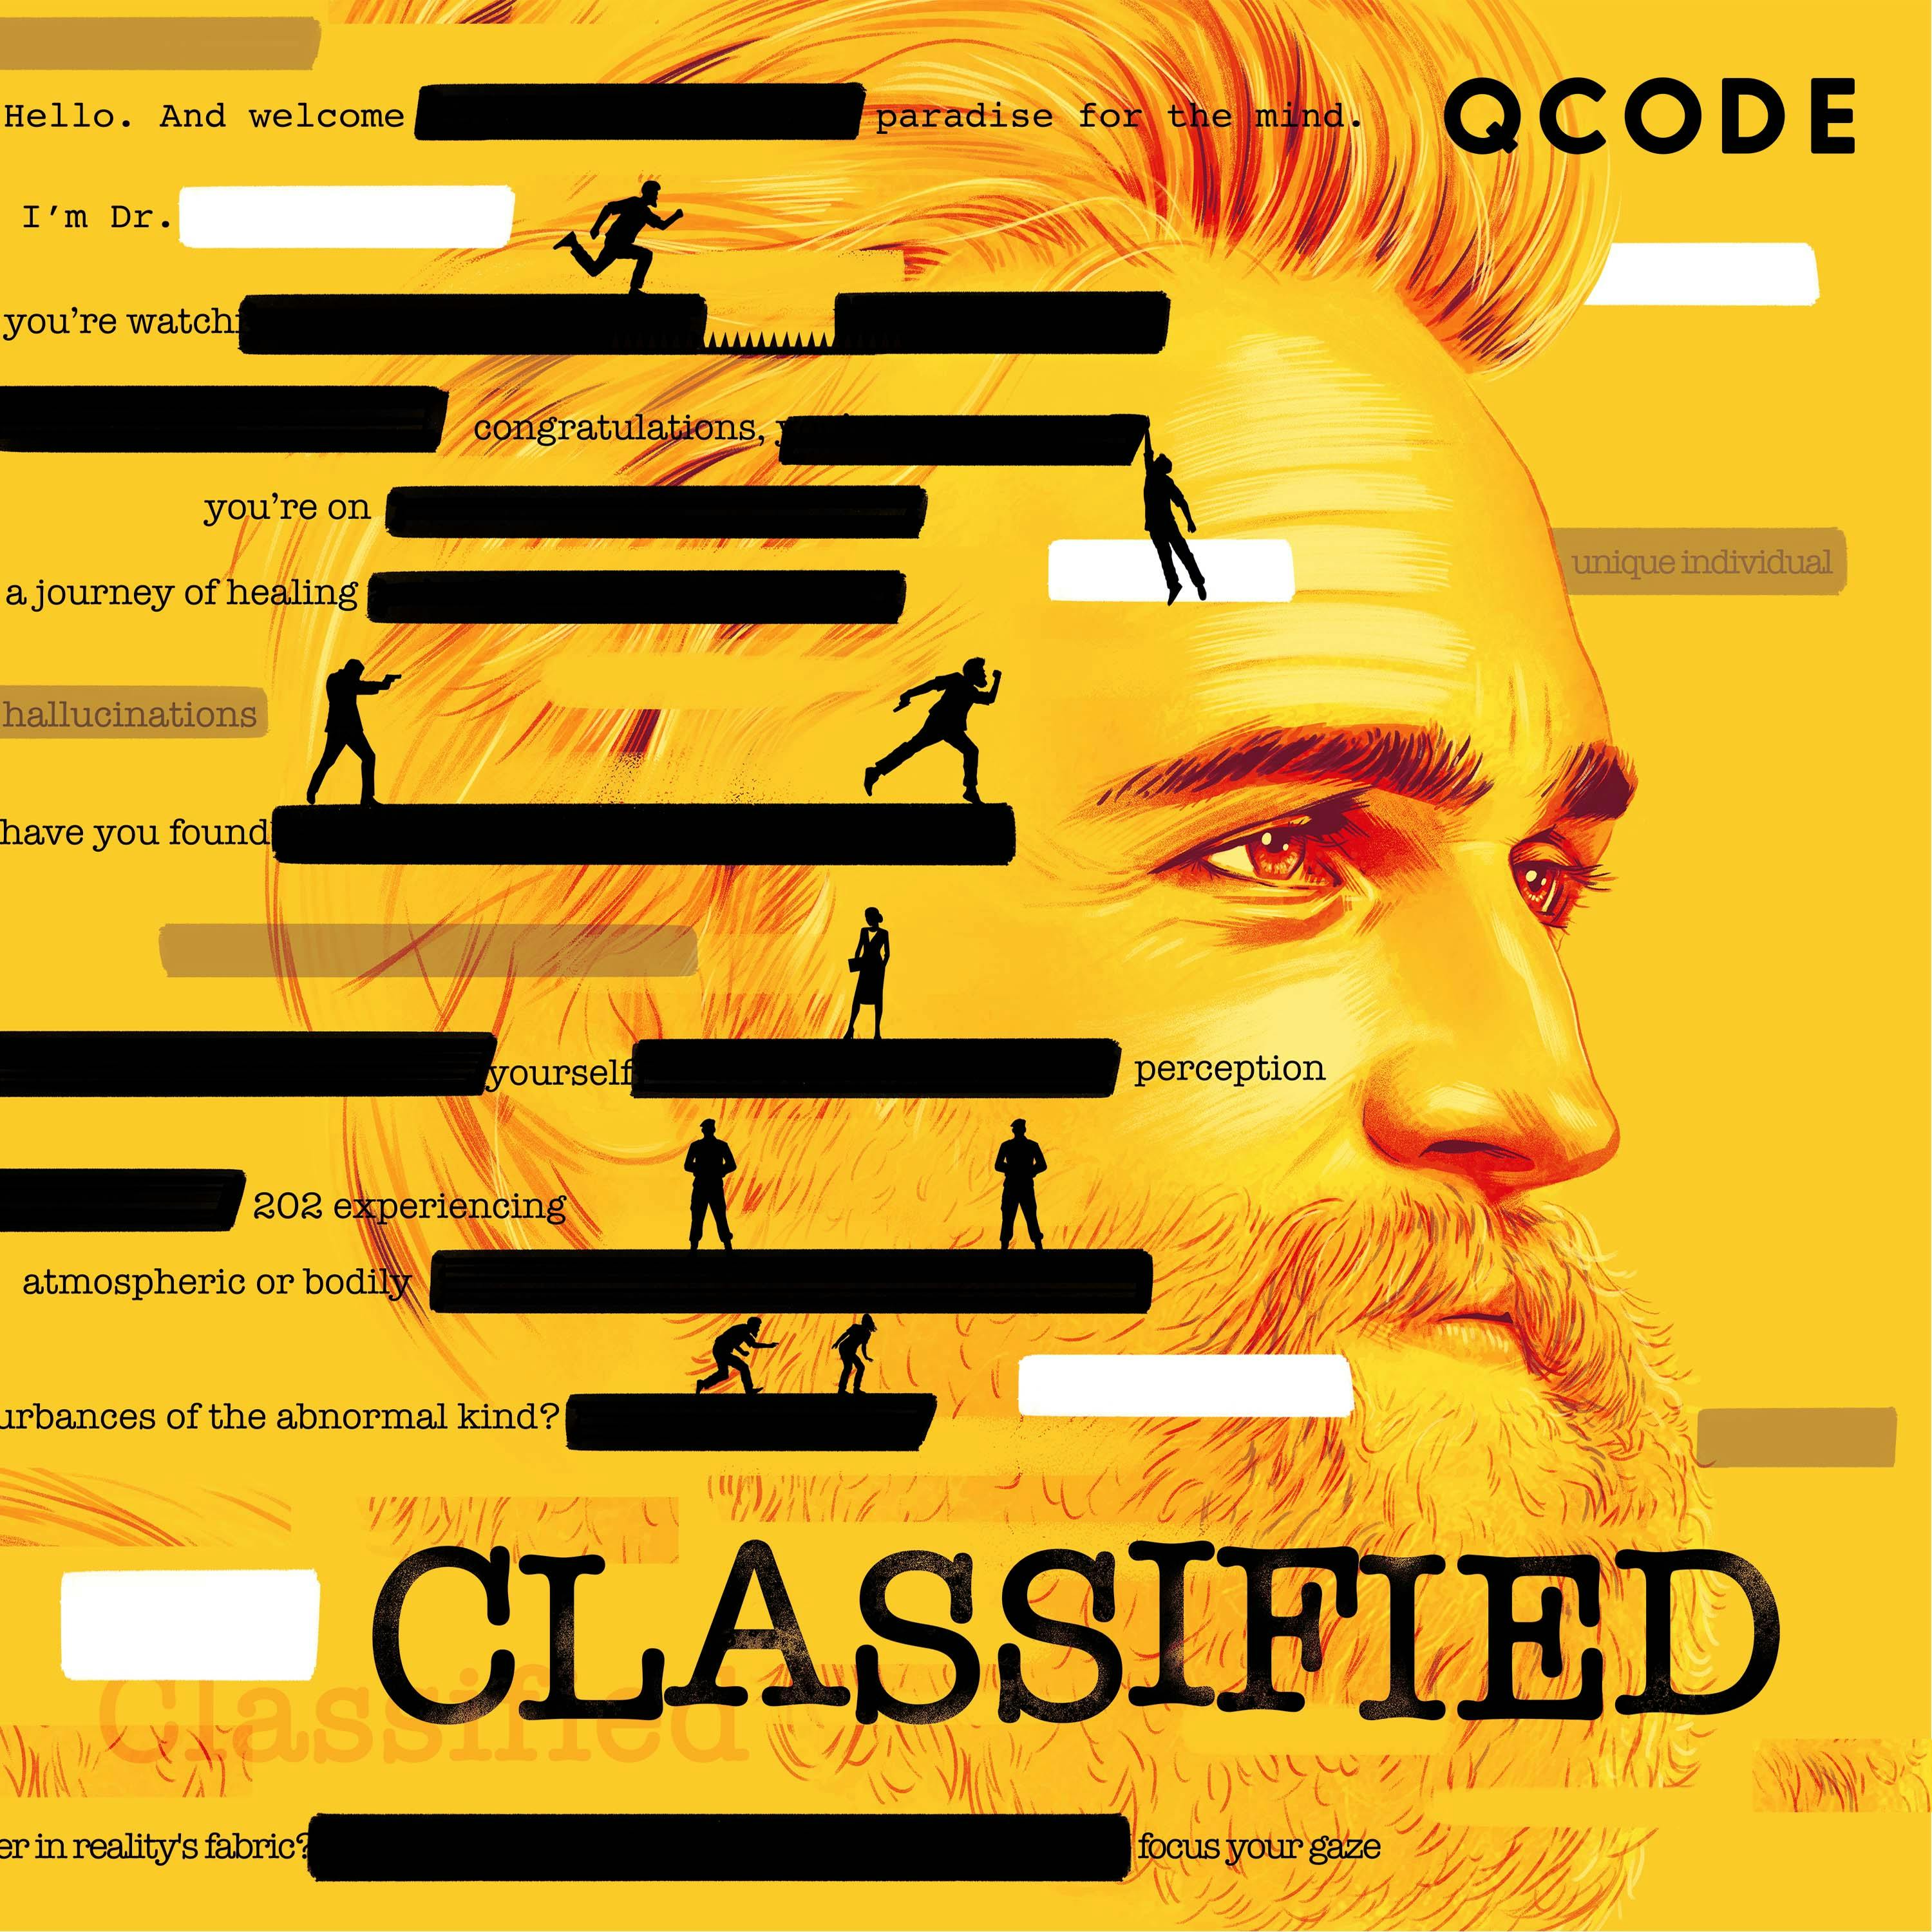 Hello. And welcome paradise for the mind.
QCODE
I'm Dr.
you're watchi
congratulations, y
you're on
unique individual
a journey of healing
hallucinations
have you found
yourself perception
202 experiencing
atmospheric or bodily
urbances of the abnormal kind?
CLASSIFIED
Classified
er in reality's fabric? focus your gaze